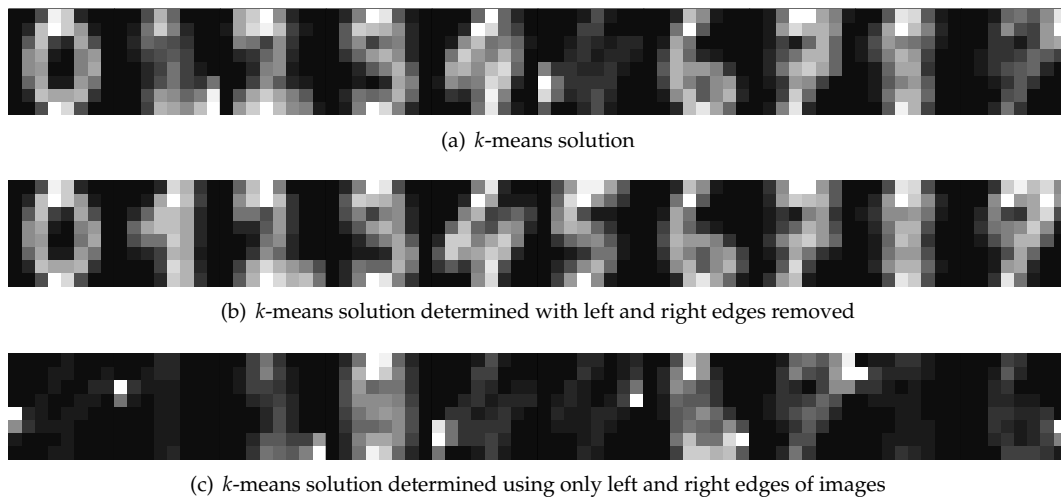 (a) k-means solution
(b) k-means solution determined with left and right edges removed
(c) k-means solution determined using only left and right edges of images